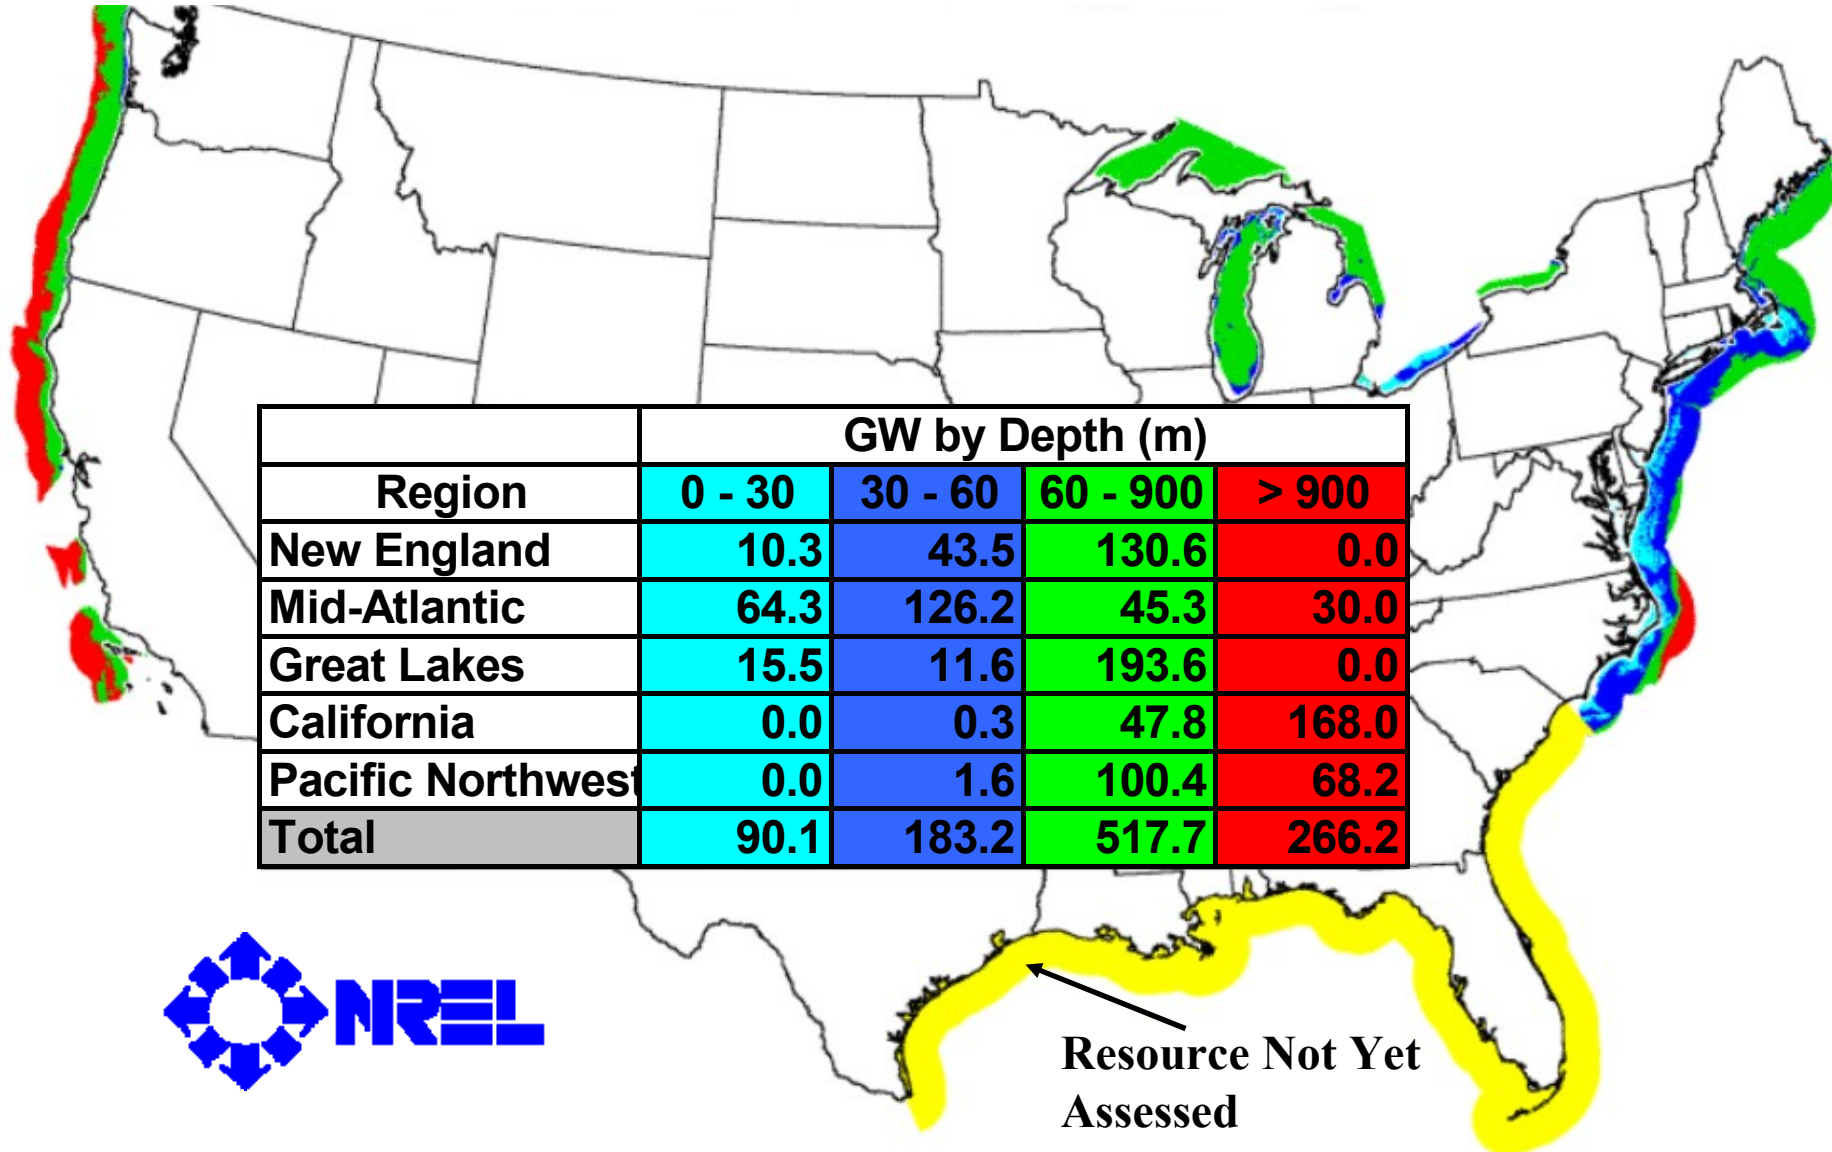 GW by Depth (m)
Region 0 - 30 30 - 60 60 - 900 > 900
New England 10.3 43.5 130.6 0.0
Mid-Atlantic 64.3 126.2 45.3 30.0
Great Lakes 15.5 11.6 193.6 0.0
California 0.0 0.3 47.8 168.0
Pacific Northwest 0.0 1.6 100.4 68.2
Total 90.1 183.2 517.7 266.2
NREL
Resource Not Yet
Assessed